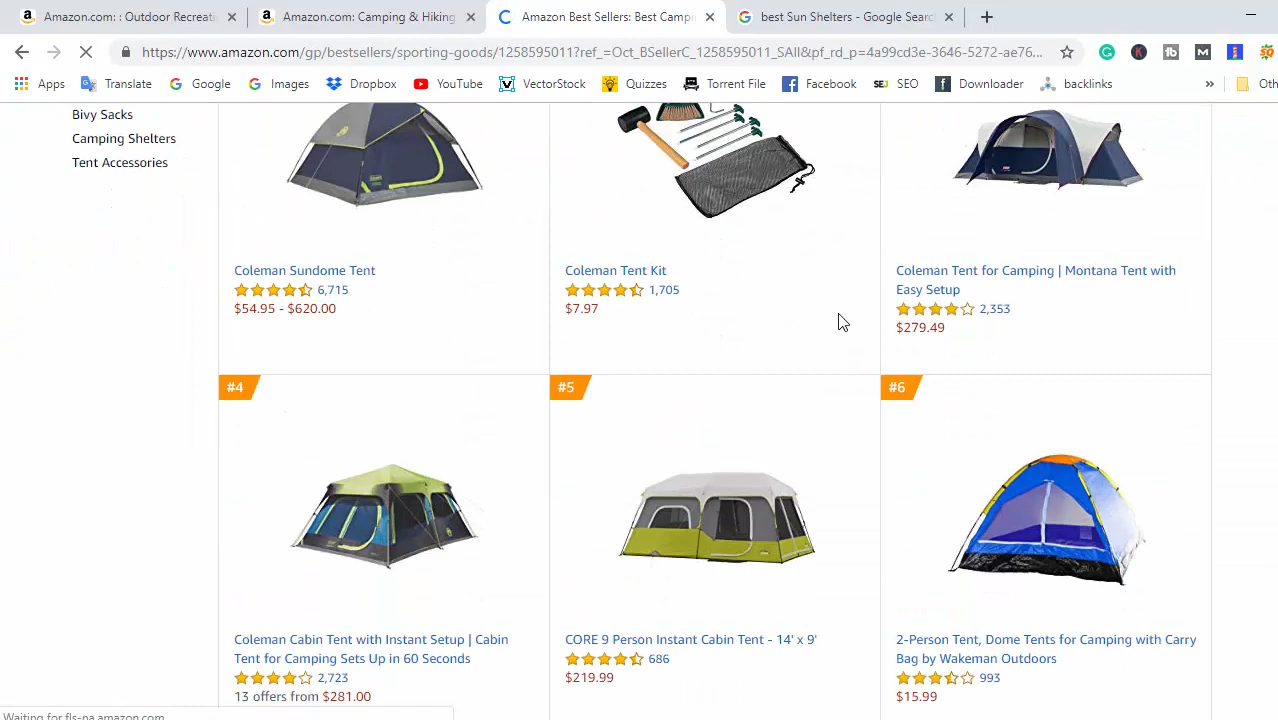 Amazon.com: : Outdoor Recreati
Amazon.com: Camping & Hiking
Amazon Best Sellers: Best Campi
best Sun Shelters - Google Searc
https://www.amazon.com/gp/bestsellers/sporting-goods/12585950​11?ref_=Oct_BSellerC_1258595011_SAll&pf_rd_p=4a99cd3e-3646-5272-ae76...
Apps Translate Google Images Dropbox YouTube VectorStock Quizzes Torrent File Facebook SEO Downloader backlinks » Oth
Bivy Sacks
Camping Shelters
Tent Accessories
Coleman Sundome Tent
6,715
$54.95 - $620.00
Coleman Tent Kit
1,705
$7.97
Coleman Tent for Camping | Montana Tent with
Easy Setup
2,353
$279.49
#4
#5
#6
Coleman Cabin Tent with Instant Setup | Cabin
Tent for Camping Sets Up in 60 Seconds
2,723
13 offers from $281.00
CORE 9 Person Instant Cabin Tent - 14' x 9'
686
$219.99
2-Person Tent, Dome Tents for Camping with Carry
Bag by Wakeman Outdoors
993
$15.99
Waiting for fls-na.amazon.com